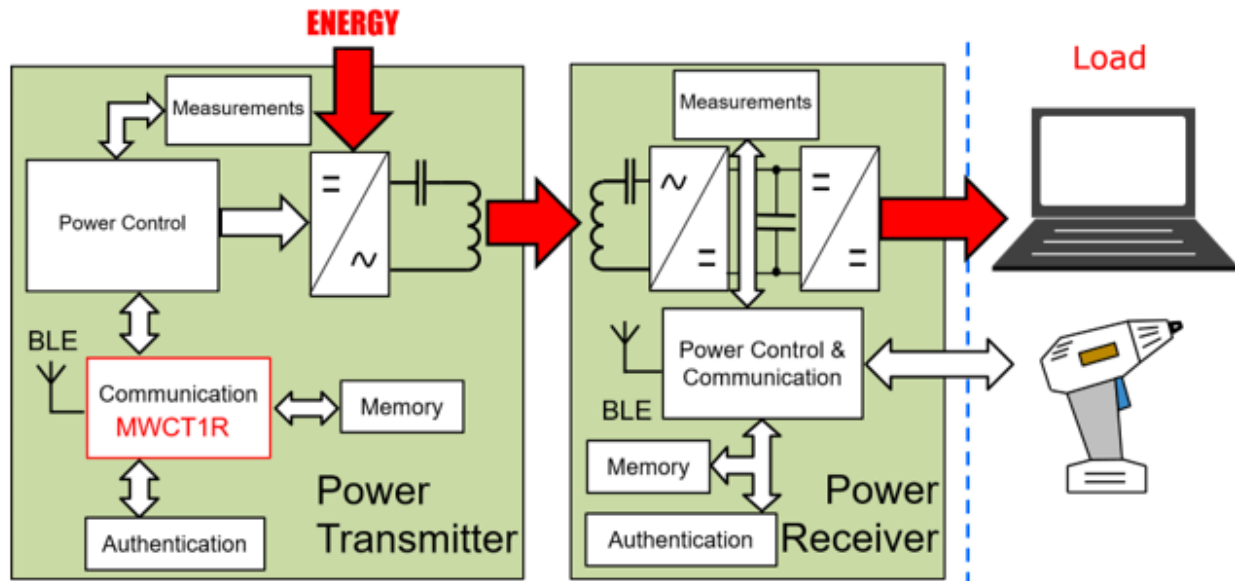 ENERGY
Load
Measurements
Measurements
Power Control
BLE
Communication
MWCT1R
Memory
Power
Transmitter
Authentication
Power Control &
Communication
BLE
Memory
Power
Receiver
Authentication